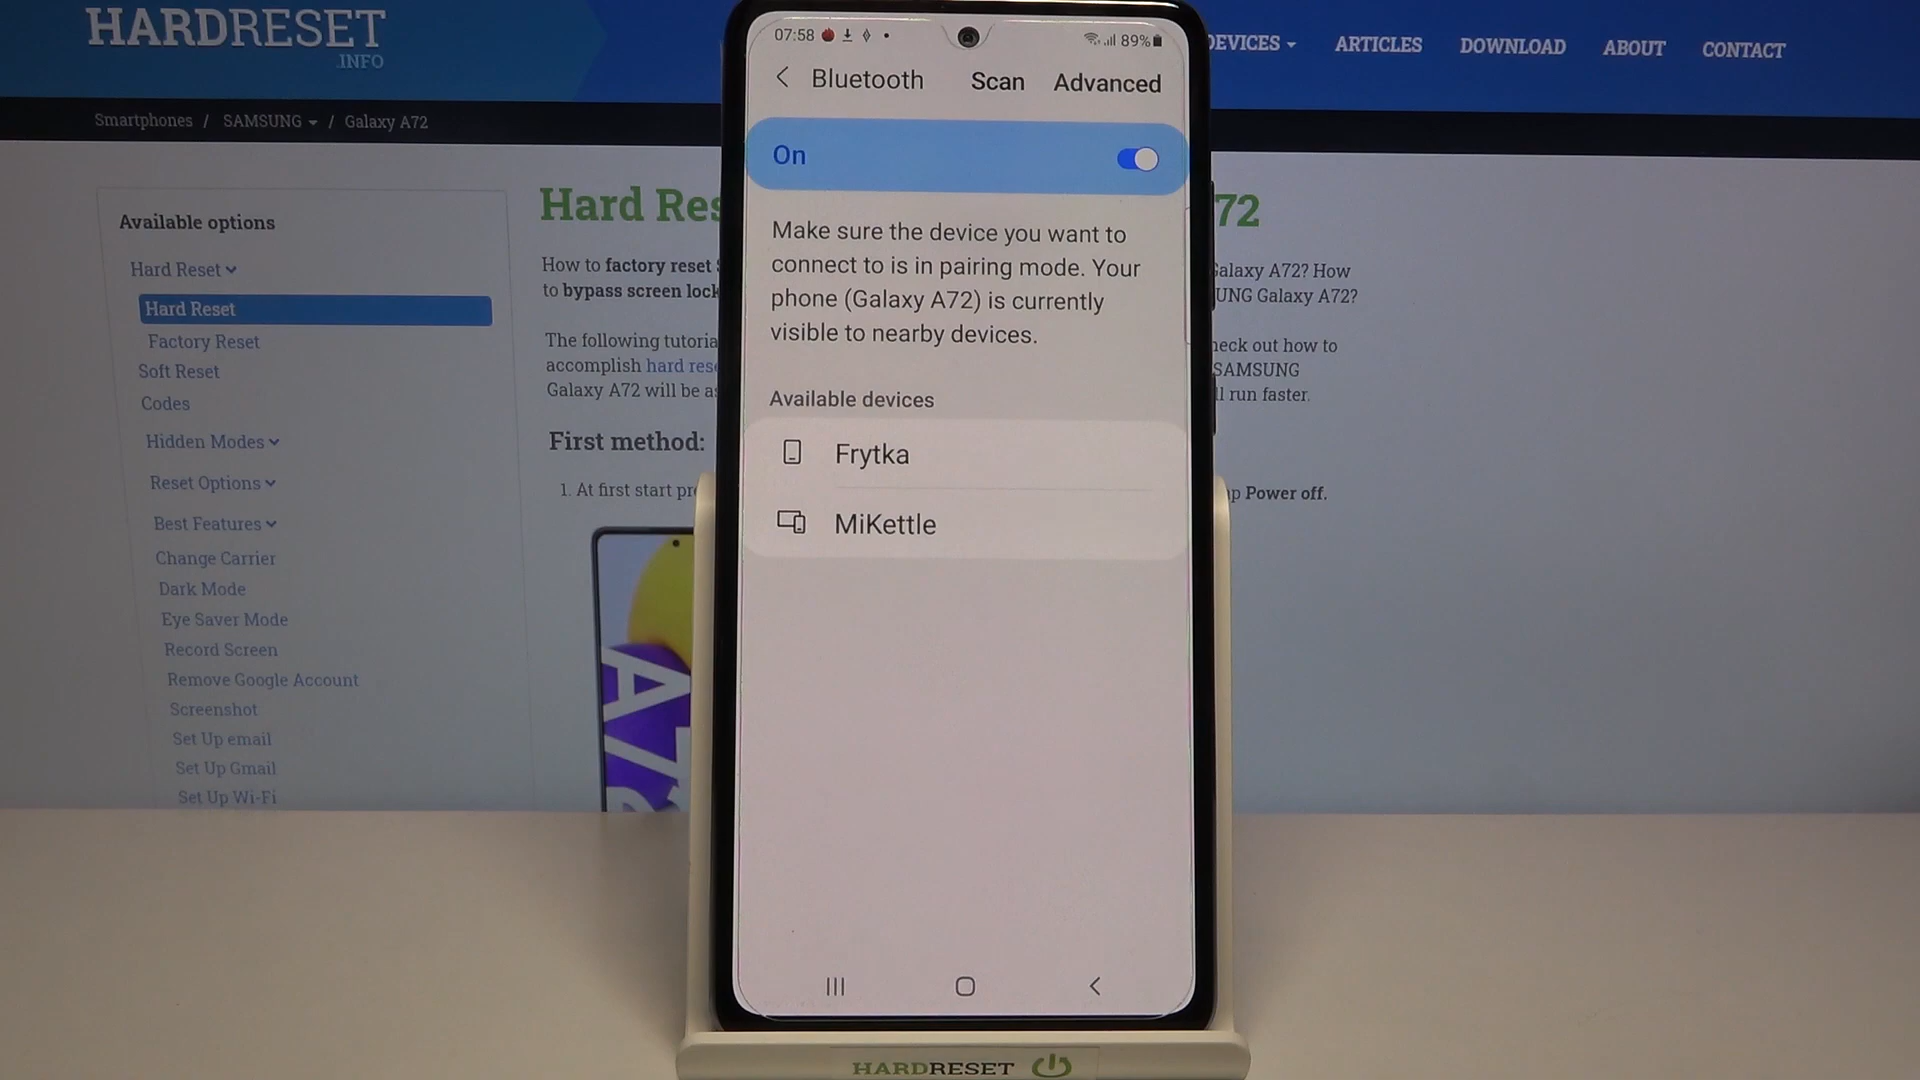 HARDRESET
.INFO
DEVICES ARTICLES DOWNLOAD ABOUT CONTACT
Smartphones / SAMSUNG / Galaxy A72
Available options
Hard Reset
Hard Reset
Factory Reset
Soft Reset
Codes
Hidden Modes
Reset Options
Best Features
Change Carrier
Dark Mode
Eye Saver Mode
Record Screen
Remove Google Account
Screenshot
Set Up email
Set Up Gmail
Set Up Wi-Fi
Hard Res
72
How to factory reset
Galaxy A72? How
to bypass screen lock
UNG Galaxy A72?
The following tutoria
heck out how to
accomplish hard rese
SAMSUNG
Galaxy A72 will be a
ll run faster.
First method:
1. At first start pre
p Power off.
A72
07:58 89%
Bluetooth Scan Advanced
On
Make sure the device you want to
connect to is in pairing mode. Your
phone (Galaxy A72) is currently
visible to nearby devices.
Available devices
Frytka
MiKettle
HARDRESET